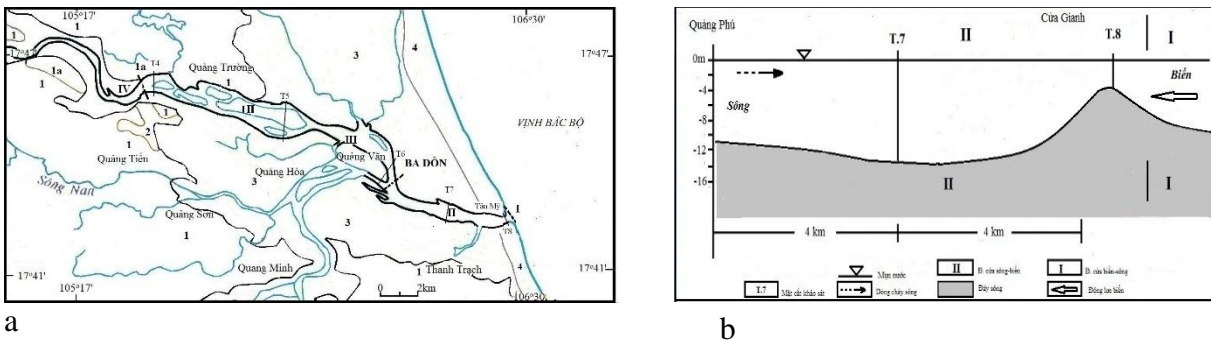 105°17'
106°30'
1
17°47'
1
1a
1
1a
T4
Quảng Trường
1
3
4
17°47'
IV
II
T5
1
2
1
III
VỊNH BẮC BỘ
Quảng Tiến
Quảng Văn
T6
BA ĐỒN
Quảng Hòa
Sông Nan
3
T7
Tân Mỹ
I
II
T8
Quảng Sơn
1
3
17°41'
Quang Minh
1
Thanh Trạch
4
17°41'
0
2km
105°17'
106°30'
a
Quảng Phú
Cửa Gianh
T.7
II
T.8
I
0m
-4
-8
-12
-16
Sông
Biển
II
I
4 km
4 km
T.7
Mặt cắt khảo sát
Mực nước
Dòng chảy sông
II
Đ. cửa sông-biển
Đáy sông
I
Đ. cửa biển-sông
Động lực biển
b